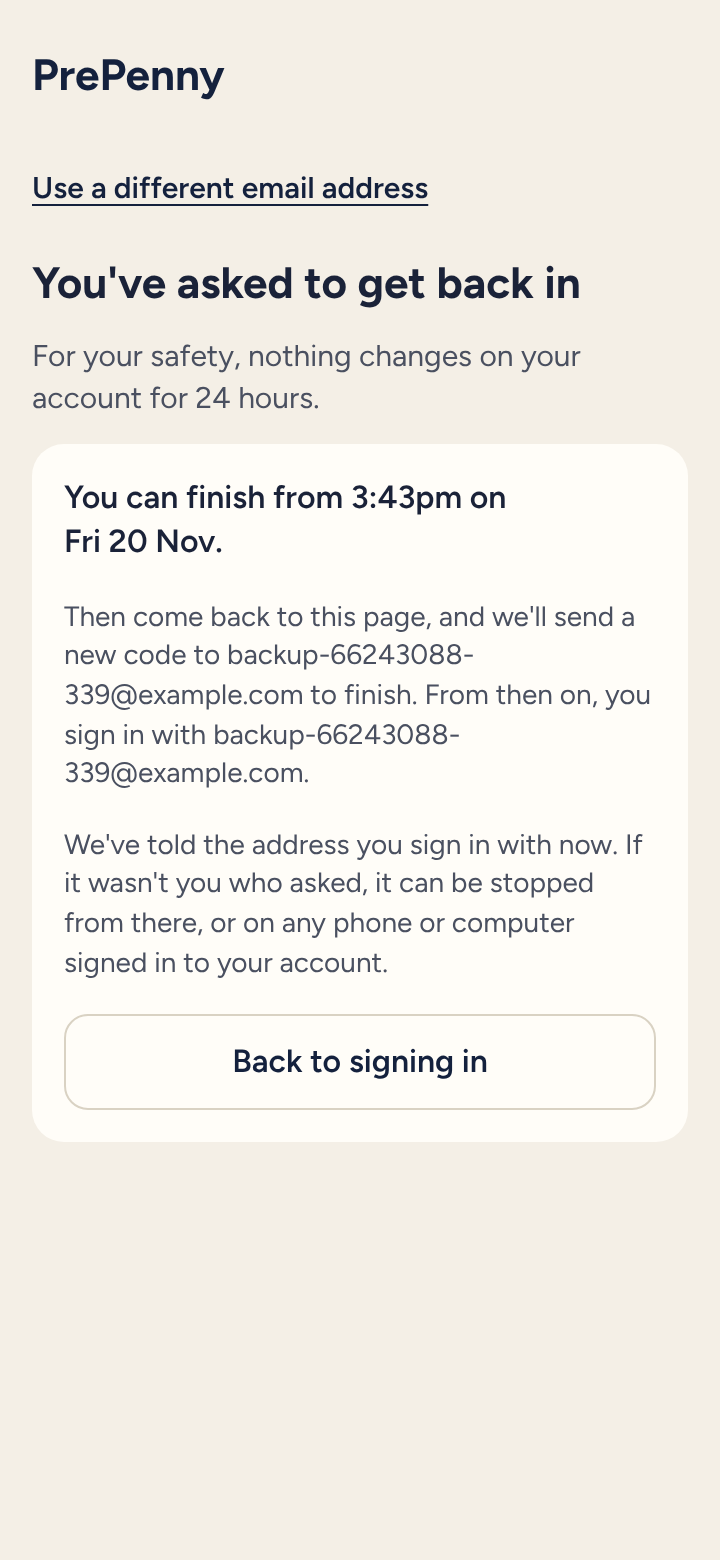 PrePenny
Use a different email address
You've asked to get back in
For your safety, nothing changes on your
account for 24 hours.
You can finish from 3:43pm on
Fri 20 Nov.
Then come back to this page, and we'll send a
new code to backup-66243088-
339@example.com to finish. From then on, you
sign in with backup-66243088-
339@example.com.
We've told the address you sign in with now. If
it wasn't you who asked, it can be stopped
from there, or on any phone or computer
signed in to your account.
Back to signing in